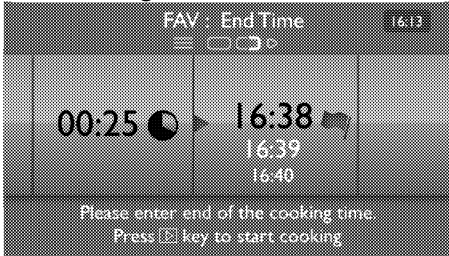 FAV : End Time
16:13
00:25
16:38
16:39
16:40
Please enter end of the cooking time.
Press key to start cooking